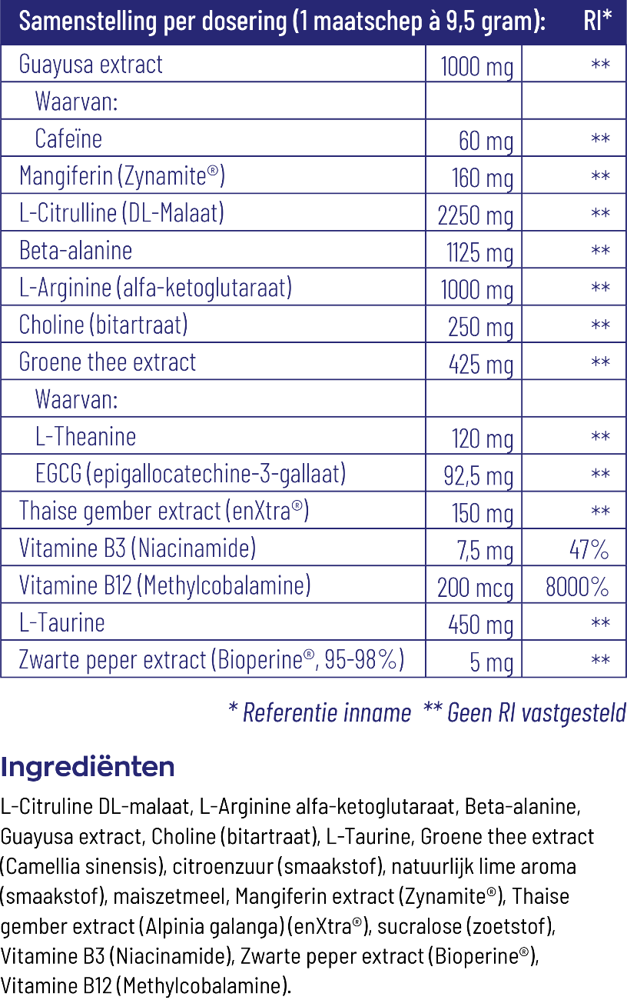 Samenstelling per dosering (1 maatschep à 9,5 gram): RI*
Guayusa extract 1000 mg **
Waarvan:
Cafeïne 60 mg **
Mangiferin (Zynamite®) 160 mg **
L-Citrulline (DL-Malaat) 2250 mg **
Beta-alanine 1125 mg **
L-Arginine (alfa-ketoglutaraat) 1000 mg **
Choline (bitartraat) 250 mg **
Groene thee extract 425 mg **
Waarvan:
L-Theanine 120 mg **
EGCG (epigallocatechine-3-gallaat) 92,5 mg **
Thaise gember extract (enXtra®) 150 mg **
Vitamine B3 (Niacinamide) 7,5 mg 47%
Vitamine B12 (Methylcobalamine) 200 mcg 8000%
L-Taurine 450 mg **
Zwarte peper extract (Bioperine®, 95-98%) 5 mg **
* Referentie inname ** Geen RI vastgesteld
Ingrediënten
L-Citruline DL-malaat, L-Arginine alfa-ketoglutaraat, Beta-alanine,
Guayusa extract, Choline (bitartraat), L-Taurine, Groene thee extract
(Camellia sinensis), citroenzuur (smaakstof), natuurlijk lime aroma
(smaakstof), maiszetmeel, Mangiferin extract (Zynamite®), Thaise
gember extract (Alpinia galanga) (enXtra®), sucralose (zoetstof),
Vitamine B3 (Niacinamide), Zwarte peper extract (Bioperine®),
Vitamine B12 (Methylcobalamine).